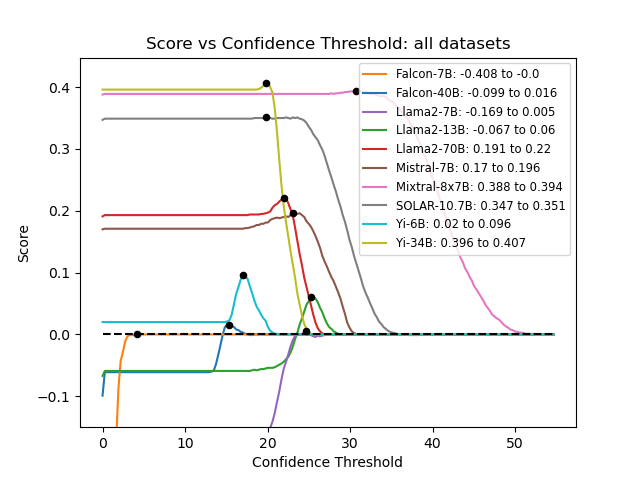 Score vs Confidence Threshold: all datasets
Score
0.4
0.3
0.2
0.1
0.0
−0.1
Falcon-7B: -0.408 to -0.0
Falcon-40B: -0.099 to 0.016
Llama2-7B: -0.169 to 0.005
Llama2-13B: -0.067 to 0.06
Llama2-70B: 0.191 to 0.22
Mistral-7B: 0.17 to 0.196
Mixtral-8x7B: 0.388 to 0.394
SOLAR-10.7B: 0.347 to 0.351
Yi-6B: 0.02 to 0.096
Yi-34B: 0.396 to 0.407
0 10 20 30 40 50
Confidence Threshold